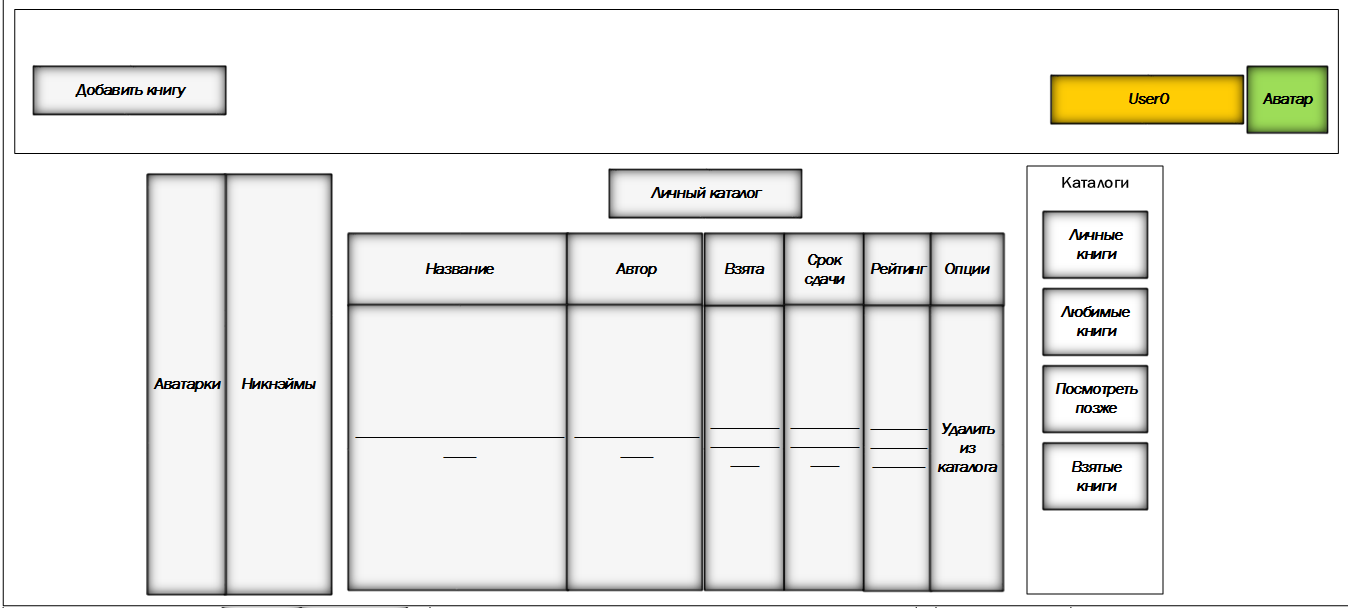 Добавить книгу
User0
Аватар
Личный каталог
Каталоги
Аватарки
Никнэймы
Название
Автор
Взята
Срок
сдачи
Рейтинг
Опции
Удалить
из
каталога
Личные
книги
Любимые
книги
Посмотреть
позже
Взятые
книги